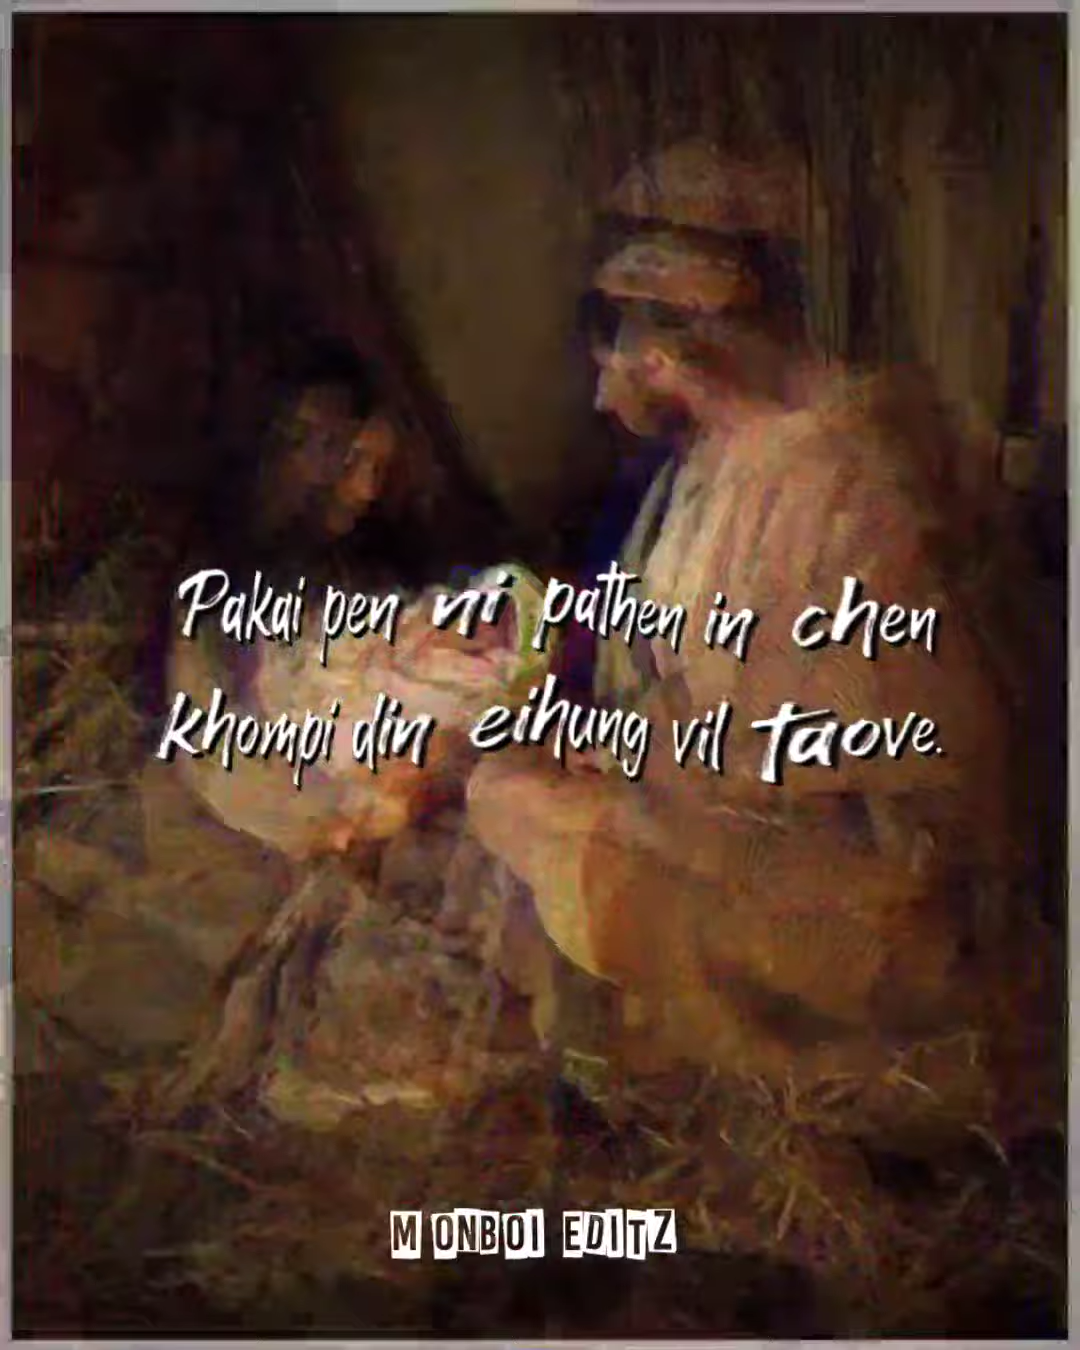 Pakai pen ni pathen in chen
khompi din eihung vil taove.
MONBOI EDITZ